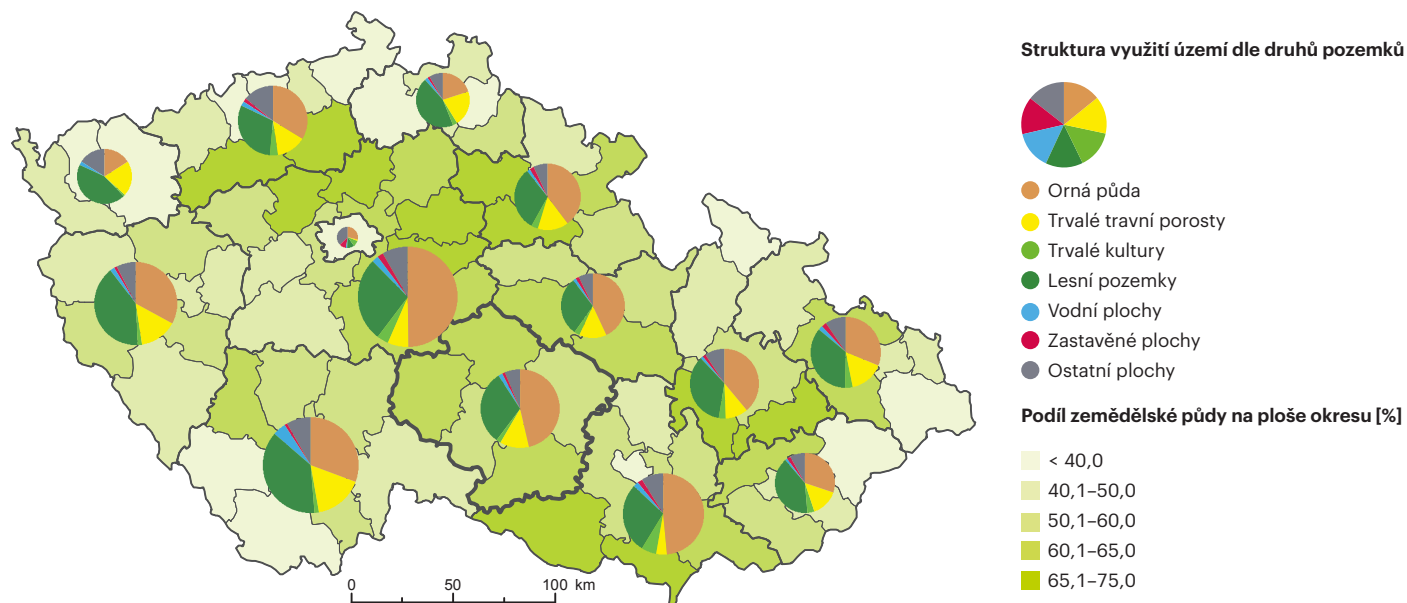 Struktura využití území dle druhů pozemků
Orná půda
Trvalé travní porosty
Trvalé kultury
Lesní pozemky
Vodní plochy
Zastavěné plochy
Ostatní plochy
Podíl zemědělské půdy na ploše okresu [%]
< 40,0
40,1–50,0
50,1–60,0
60,1–65,0
65,1–75,0
0 50 100 km